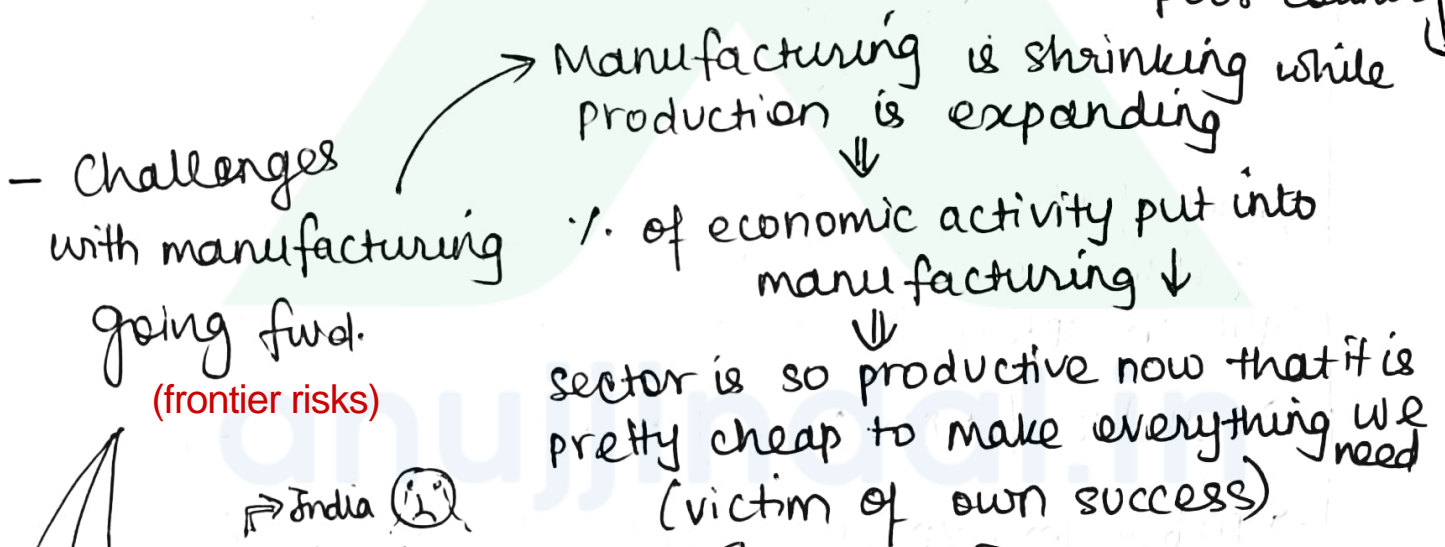 Manufacturing is shrinking while
production is expanding
⇓
- Challenges
with manufacturing
going fwd.
(frontier risks)
% of economic activity put into
manufacturing ↓
⇓
sector is so productive now that it is
pretty cheap to make everything we
need
(victim of own success)
⇒ India
anujjindal.in